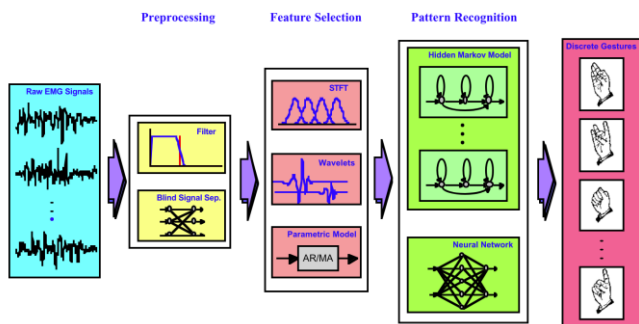 Preprocessing
Feature Selection
Pattern Recognition
Raw EMG Signals
Filter
Blind Signal Sep.
STFT
Wavelets
Parametric Model
AR/MA
Hidden Markov Model
Neural Network
Discrete Gestures